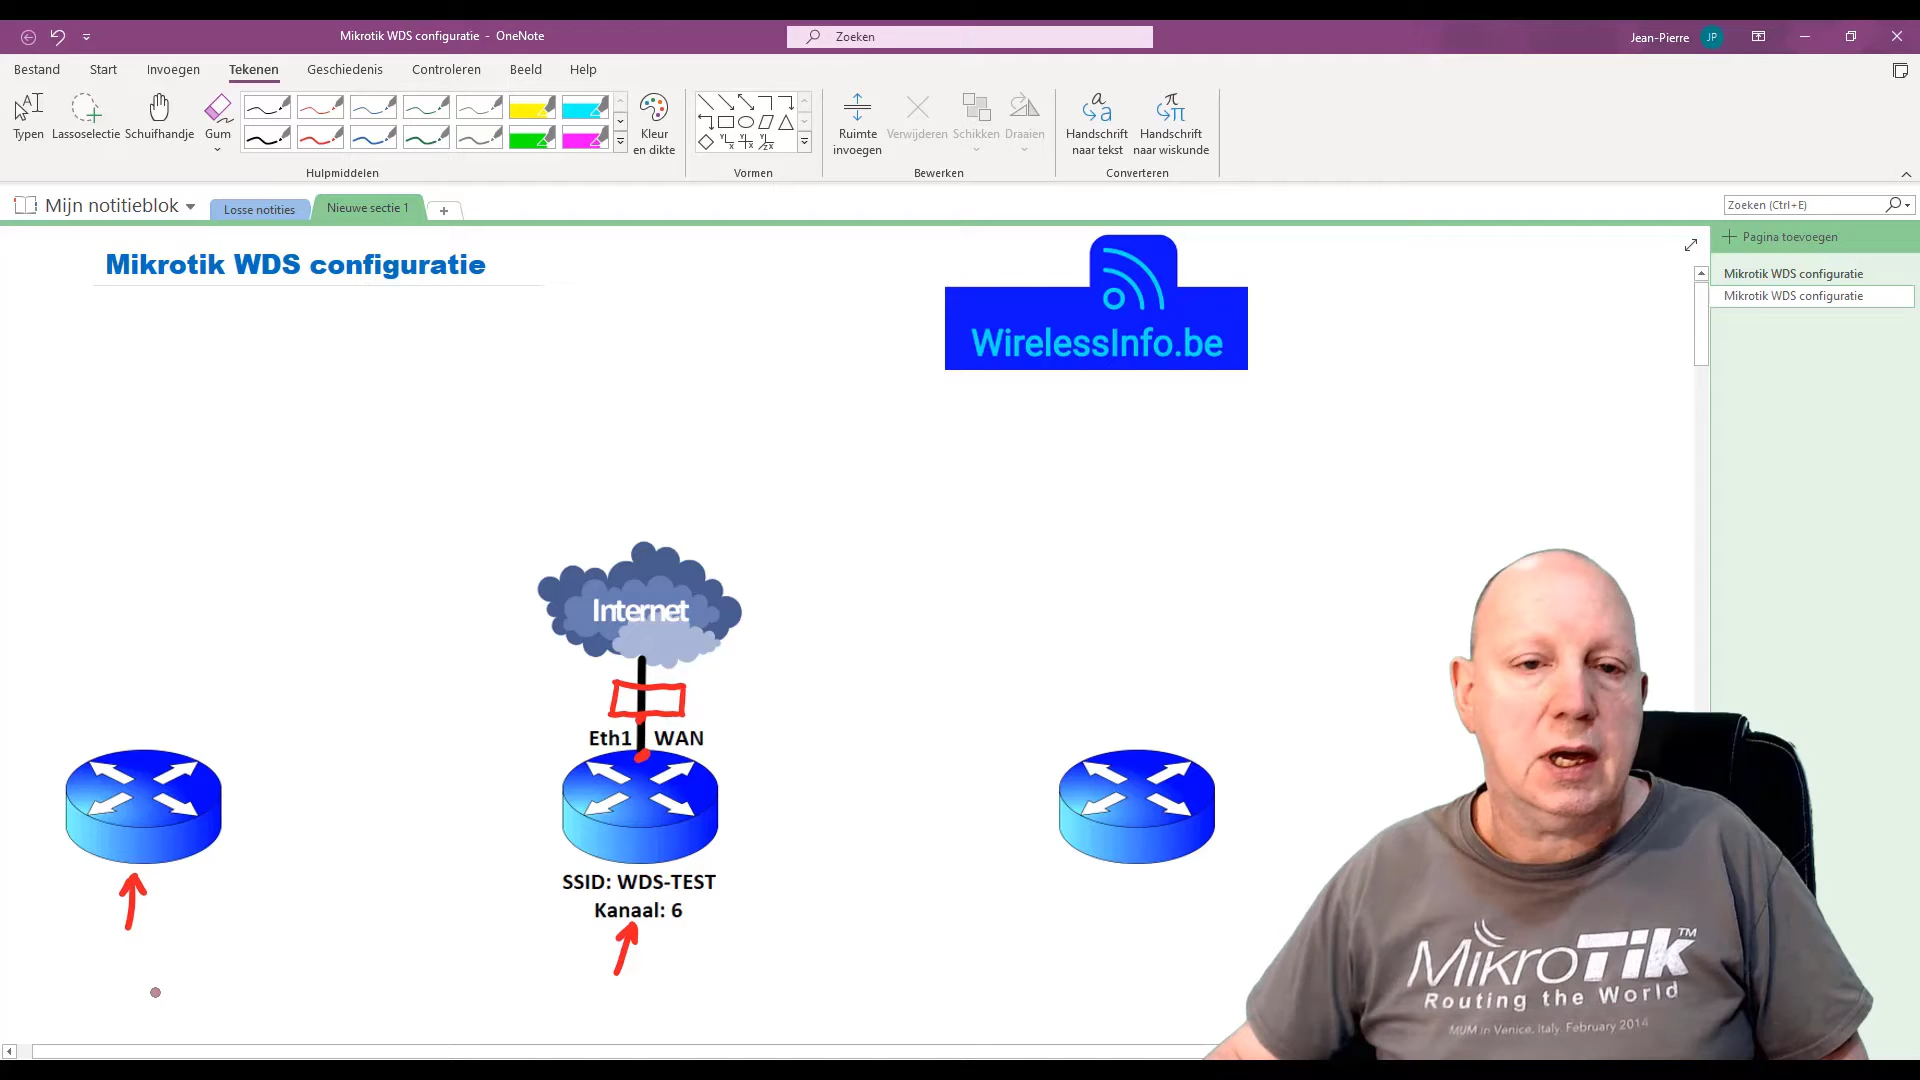 Mikrotik WDS configuratie - OneNote
Zoeken
Jean-Pierre
JP
Bestand
Start
Invoegen
Tekenen
Geschiedenis
Controleren
Beeld
Help
Typen
Lassoselectie
Schuifhandje
Gum
Kleur
en dikte
Ruimte
invoegen
Verwijderen
Schikken
Draaien
Handschrift
naar tekst
Handschrift
naar wiskunde
Hulpmiddelen
Vormen
Bewerken
Converteren
Mijn notitieblok
Losse notities
Nieuwe sectie 1
Zoeken (Ctrl+E)
Pagina toevoegen
Mikrotik WDS configuratie
Mikrotik WDS configuratie
Mikrotik WDS configuratie
WirelessInfo.be
Internet
Eth1 WAN
SSID: WDS-TEST
Kanaal: 6
MikroTik™
Routing the World
MUM in Venice, Italy, February 2014